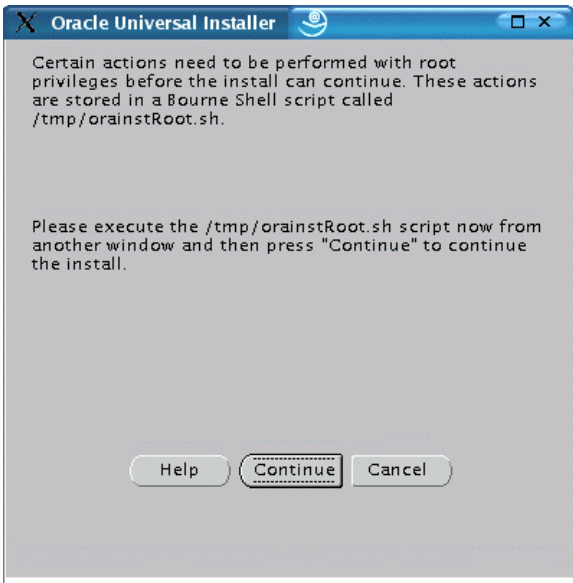 Oracle Universal Installer
Certain actions need to be performed with root
privileges before the install can continue. These actions
are stored in a Bourne Shell script called
/tmp/orainstRoot.sh.
Please execute the /tmp/orainstRoot.sh script now from
another window and then press "Continue" to continue
the install.
Help Continue Cancel